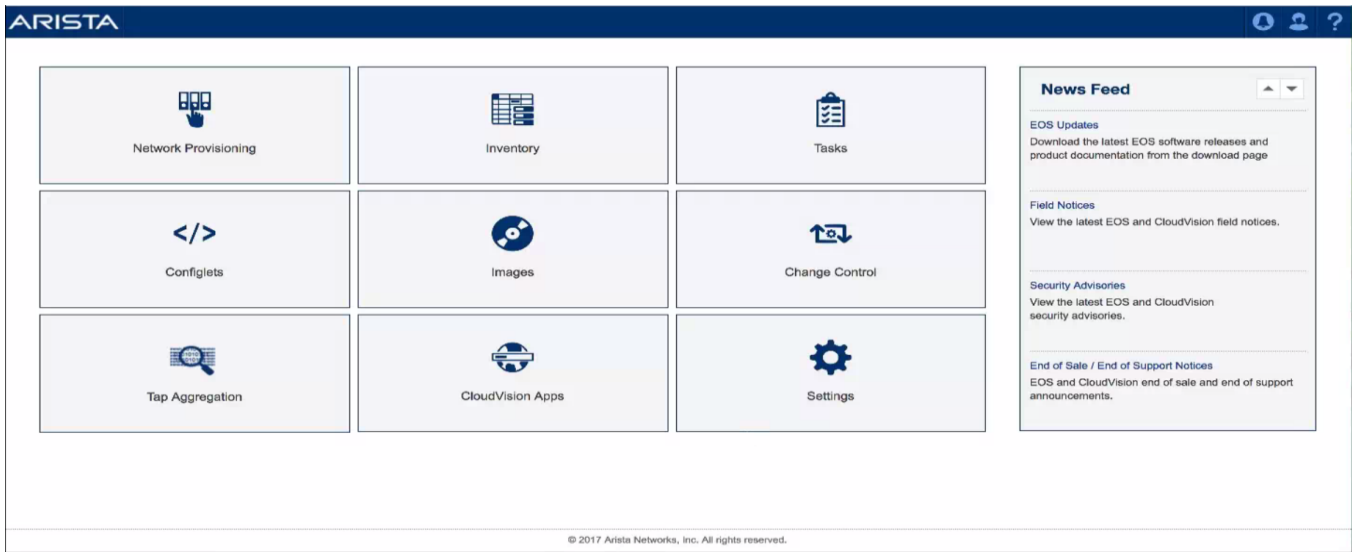 ARISTA
?
Network Provisioning
Inventory
Tasks
</>
Configlets
Images
Change Control
Tap Aggregation
CloudVision Apps
Settings
News Feed
EOS Updates
Download the latest EOS software releases and
product documentation from the download page
Field Notices
View the latest EOS and CloudVision field notices.
Security Advisories
View the latest EOS and CloudVision
security advisories.
End of Sale / End of Support Notices
EOS and CloudVision end of sale and end of support
announcements.
© 2017 Arista Networks, Inc. All rights reserved.